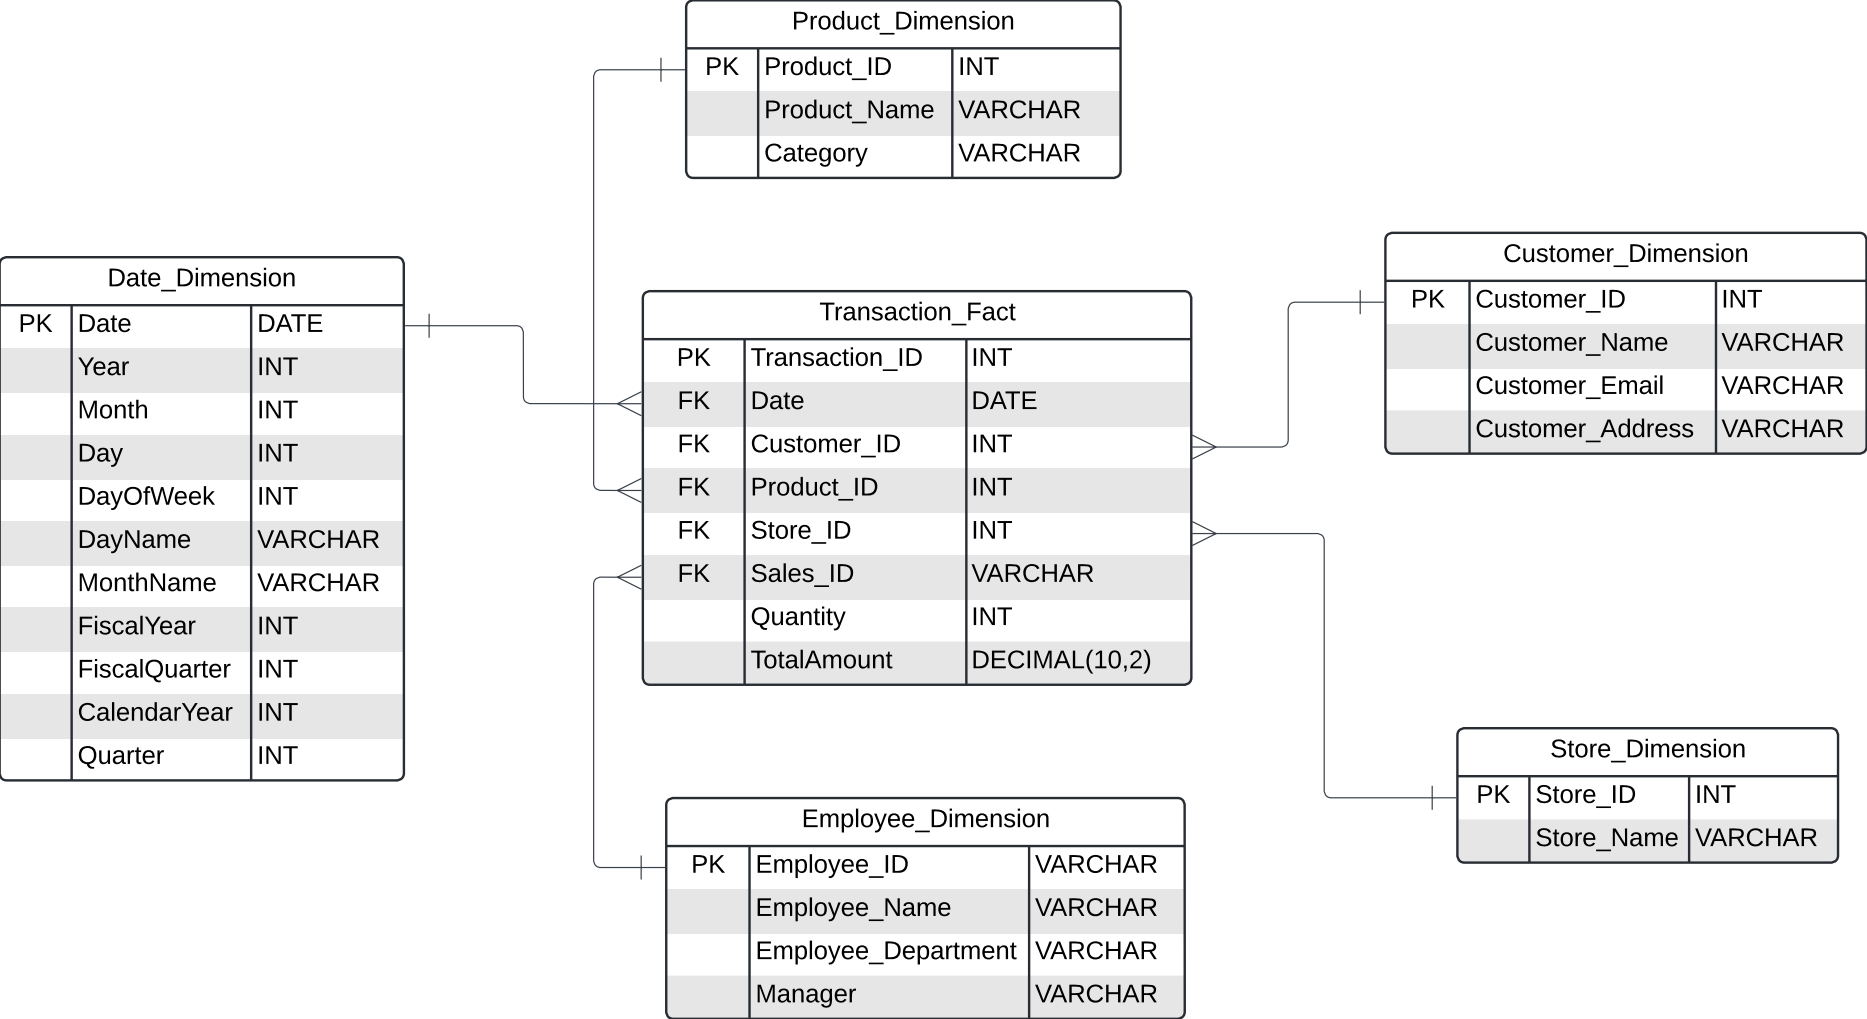 Product_Dimension
PK Product_ID INT
Product_Name VARCHAR
Category VARCHAR
Date_Dimension
PK Date DATE
Year INT
Month INT
Day INT
DayOfWeek INT
DayName VARCHAR
MonthName VARCHAR
FiscalYear INT
FiscalQuarter INT
CalendarYear INT
Quarter INT
Transaction_Fact
PK Transaction_ID INT
FK Date DATE
FK Customer_ID INT
FK Product_ID INT
FK Store_ID INT
FK Sales_ID VARCHAR
Quantity INT
TotalAmount DECIMAL(10,2)
Customer_Dimension
PK Customer_ID INT
Customer_Name VARCHAR
Customer_Email VARCHAR
Customer_Address VARCHAR
Employee_Dimension
PK Employee_ID VARCHAR
Employee_Name VARCHAR
Employee_Department VARCHAR
Manager VARCHAR
Store_Dimension
PK Store_ID INT
Store_Name VARCHAR